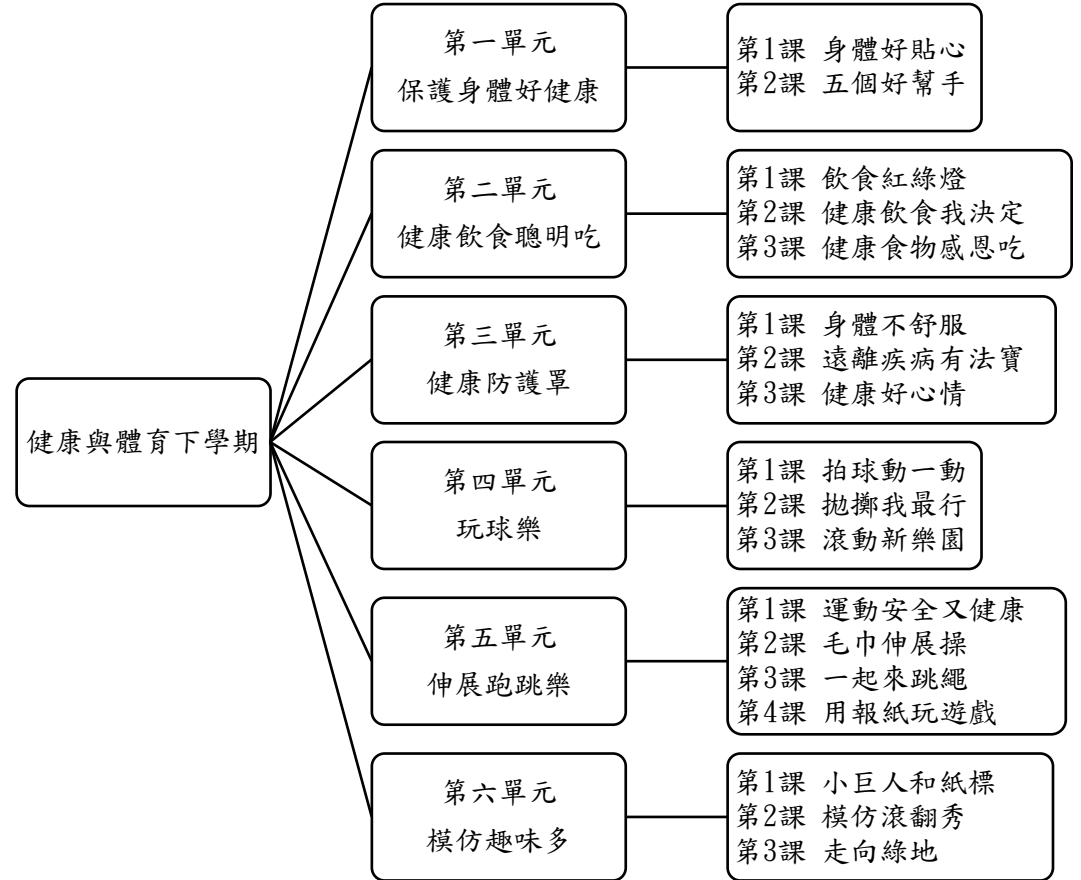 健康與體育下學期
第一單元
保護身體好健康
第1課 身體好貼心
第2課 五個好幫手
第二單元
健康飲食聰明吃
第1課 飲食紅綠燈
第2課 健康飲食我決定
第3課 健康食物感恩吃
第三單元
健康防護罩
第1課 身體不舒服
第2課 遠離疾病有法寶
第3課 健康好心情
第四單元
玩球樂
第1課 拍球動一動
第2課 拋擲我最行
第3課 滾動新樂園
第五單元
伸展跑跳樂
第1課 運動安全又健康
第2課 毛巾伸展操
第3課 一起來跳繩
第4課 用報紙玩遊戲
第六單元
模仿趣味多
第1課 小巨人和紙標
第2課 模仿滾翻秀
第3課 走向綠地